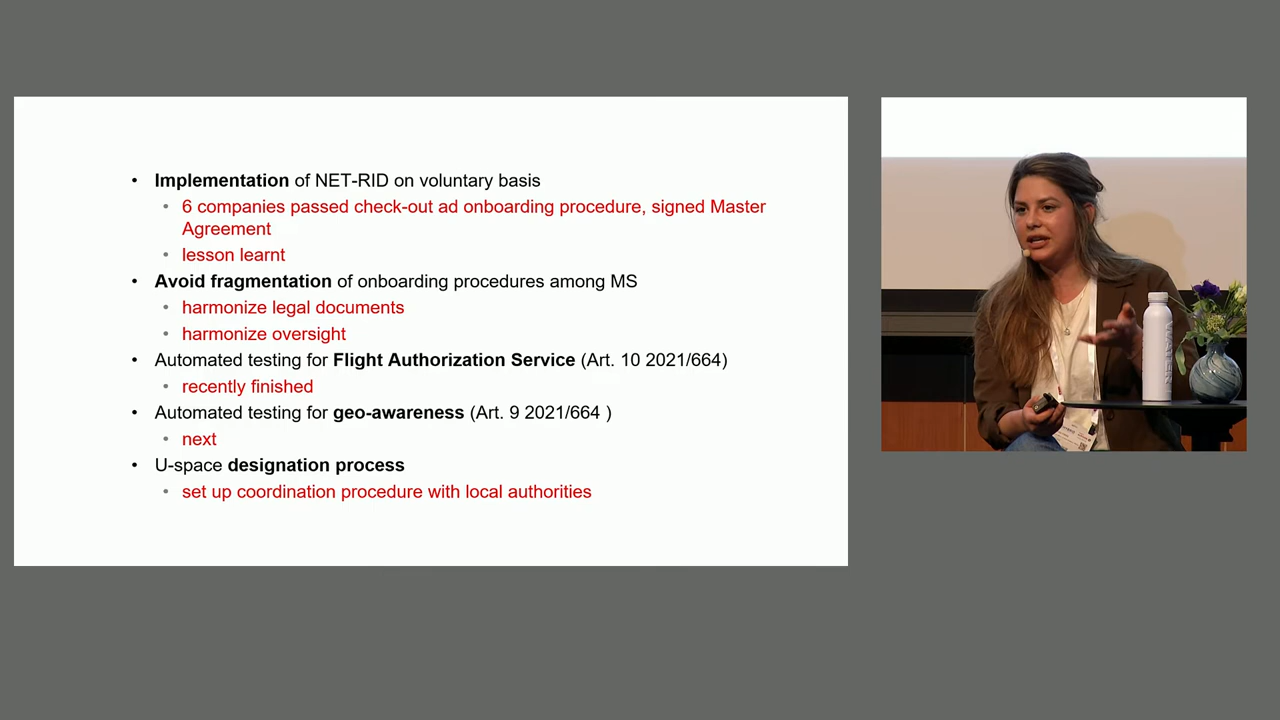 • Implementation of NET-RID on voluntary basis
• 6 companies passed check-out ad onboarding procedure, signed Master
Agreement
• lesson learnt
• Avoid fragmentation of onboarding procedures among MS
• harmonize legal documents
• harmonize oversight
• Automated testing for Flight Authorization Service (Art. 10 2021/664)
• recently finished
• Automated testing for geo-awareness (Art. 9 2021/664 )
• next
• U-space designation process
• set up coordination procedure with local authorities